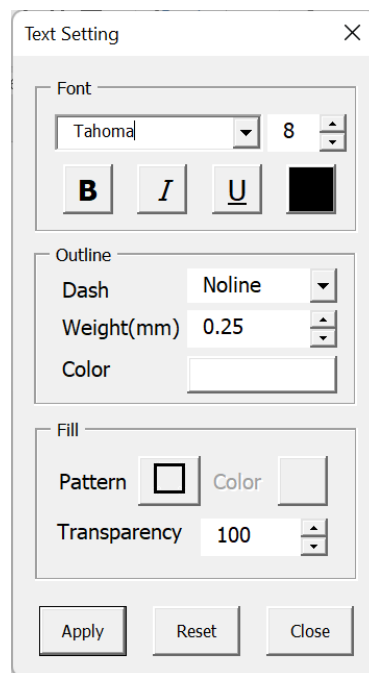 Text Setting
Font
Tahoma 8
B I U
Outline
Dash Noline
Weight(mm) 0.25
Color
Fill
Pattern Color
Transparency 100
Apply Reset Close